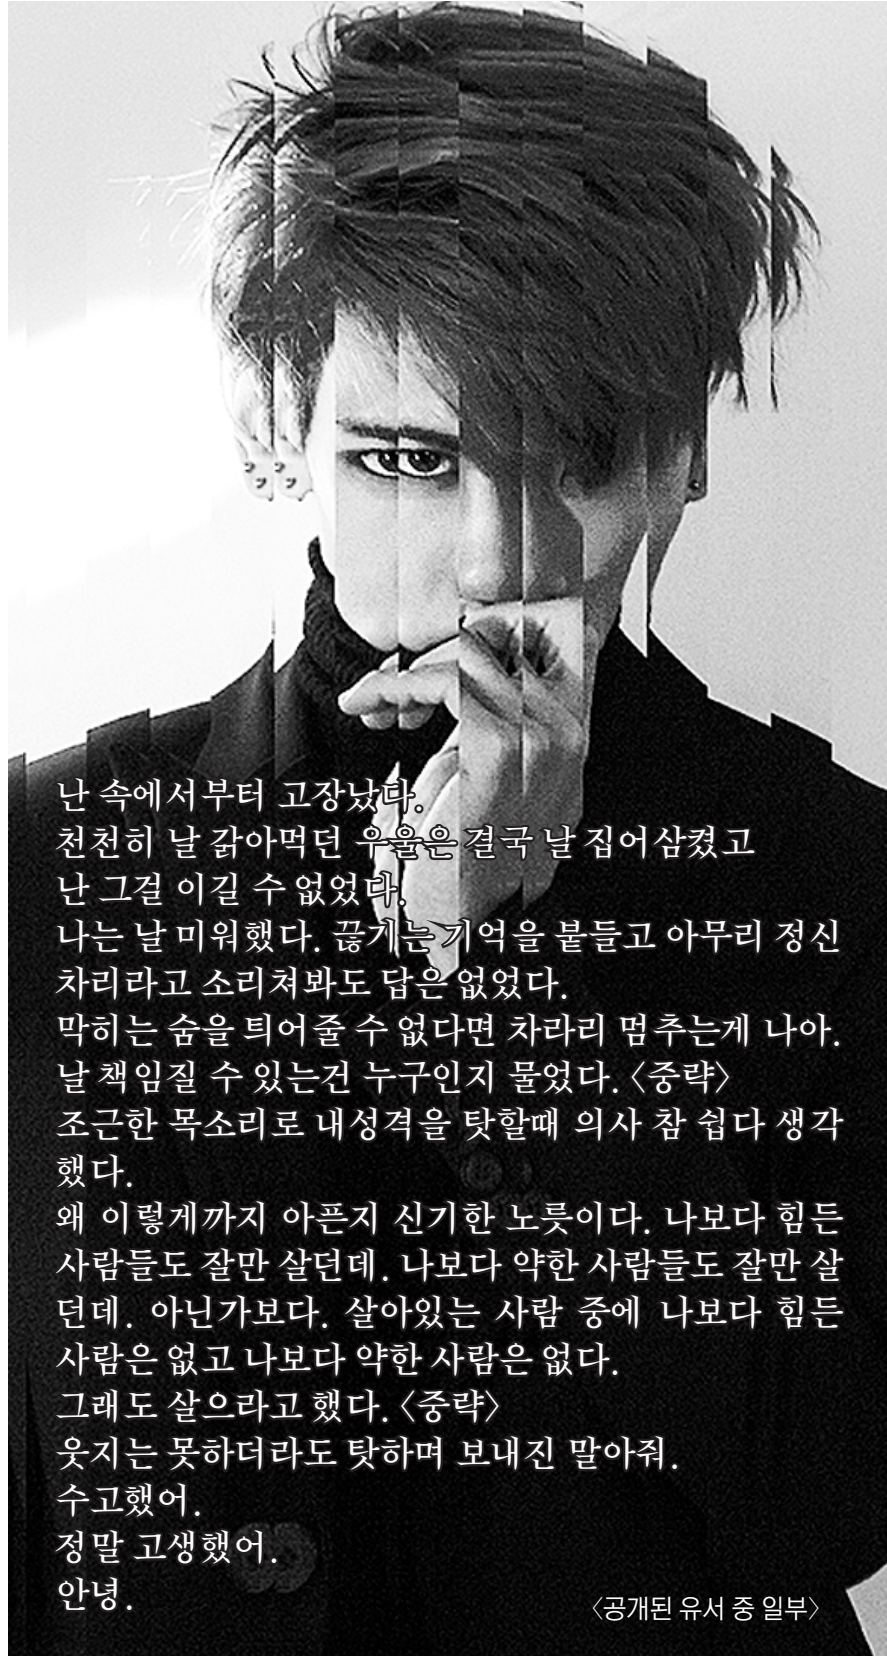 난 속에서부터 고장났다.
천천히 날 갉아먹던 우울은 결국 날 집어삼켰고
난 그걸 이길 수 없었다.
나는 날 미워했다. 끊기는 기억을 붙들고 아무리 정신
차리라고 소리쳐봐도 답은 없었다.
막히는 숨을 틔어줄 수 없다면 차라리 멈추는게 나아.
날 책임질 수 있는건 누구인지 물었다. 〈중략〉
조근한 목소리로 내성격을 탓할때 의사 참 쉽다 생각
했다.
왜 이렇게까지 아픈지 신기한 노릇이다. 나보다 힘든
사람들도 잘만 살던데. 나보다 약한 사람들도 잘만 살
던데. 아닌가보다. 살아있는 사람 중에 나보다 힘든
사람은 없고 나보다 약한 사람은 없다.
그래도 살으라고 했다. 〈중략〉
웃지는 못하더라도 탓하며 보내진 말아줘.
수고했어.
정말 고생했어.
안녕.
〈공개된 유서 중 일부〉